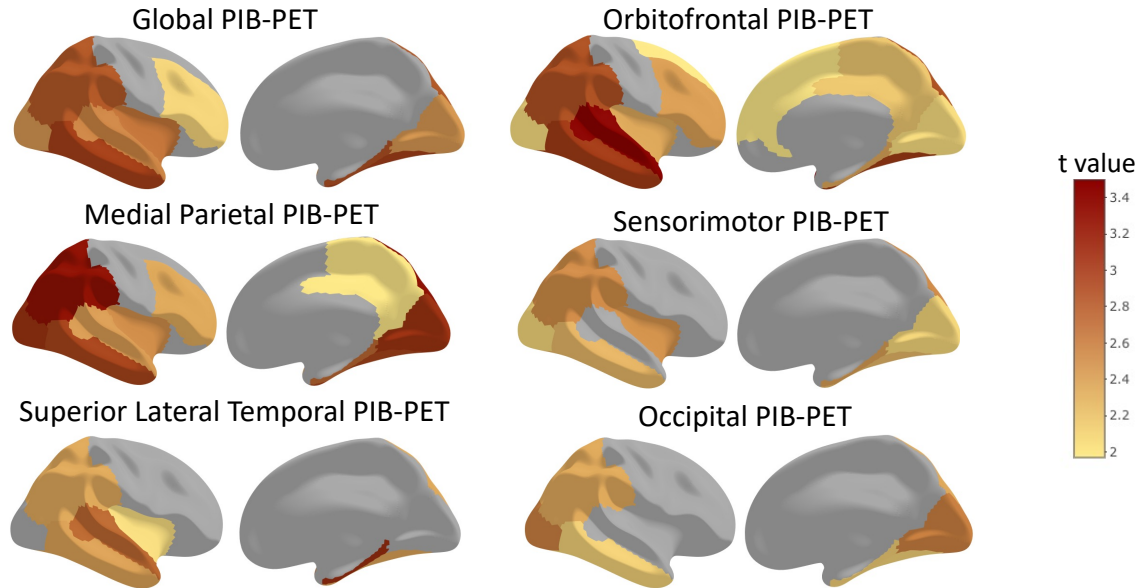 Global PIB-PET
Orbitofrontal PIB-PET
Medial Parietal PIB-PET
Sensorimotor PIB-PET
Superior Lateral Temporal PIB-PET
Occipital PIB-PET
t value
3.4
3.2
3
2.8
2.6
2.4
2.2
2